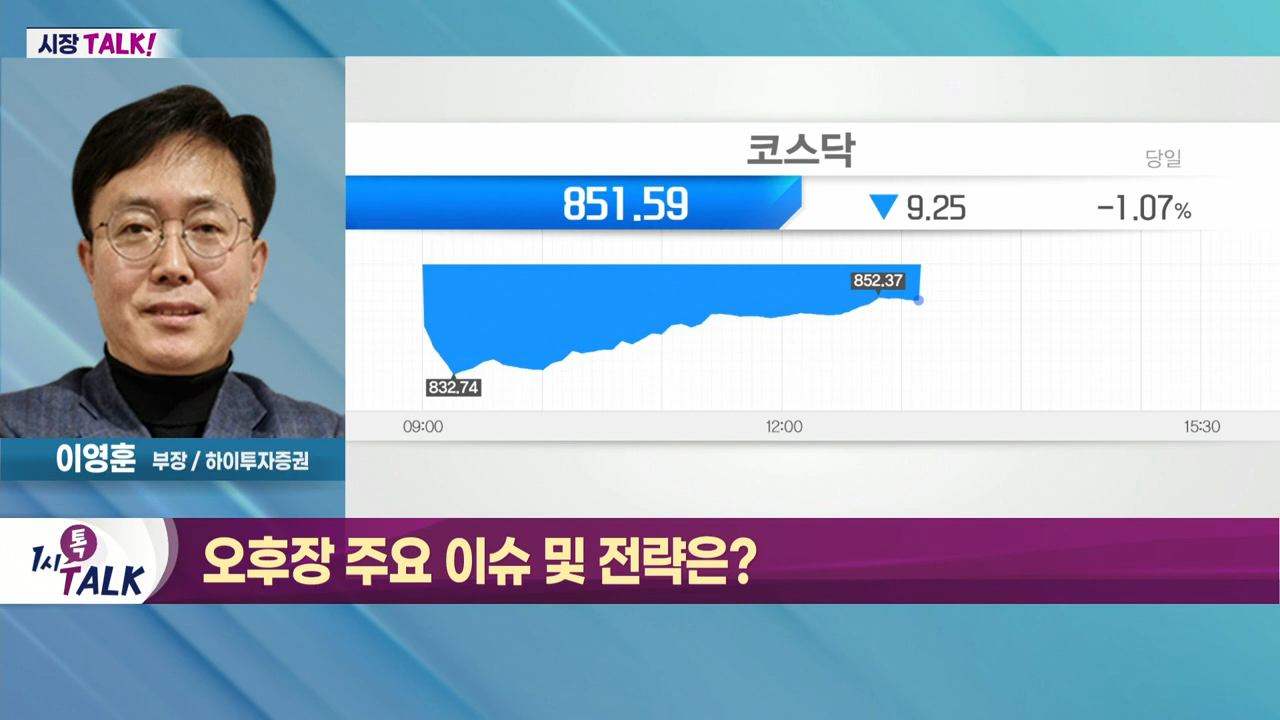 시장 TALK!
코스닥
당일
851.59 ▼ 9.25 -1.07%
852.37
832.74
09:00 12:00 15:30
이영훈 부장 / 하이투자증권
1시 톡 TALK
오후장 주요 이슈 및 전략은?